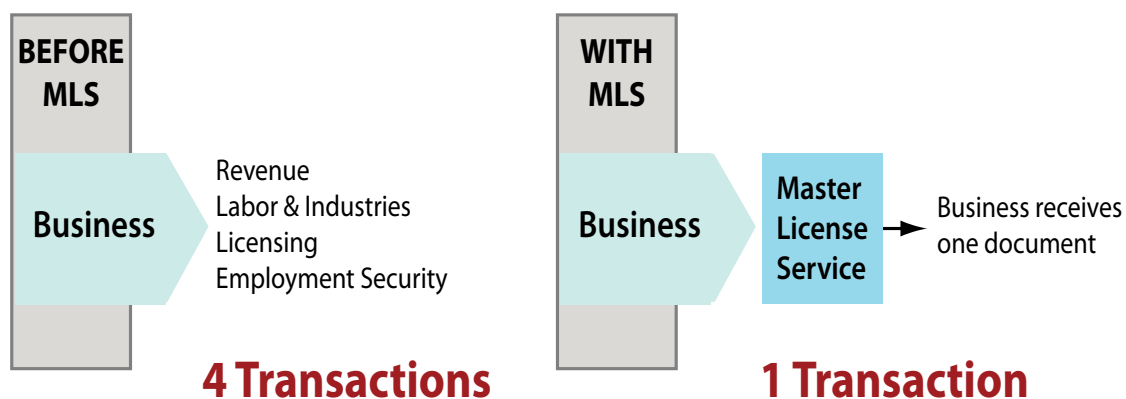 BEFORE
MLS
Business
Revenue
Labor & Industries
Licensing
Employment Security
4 Transactions
WITH
MLS
Business
Master
License
Service
Business receives
one document
1 Transaction